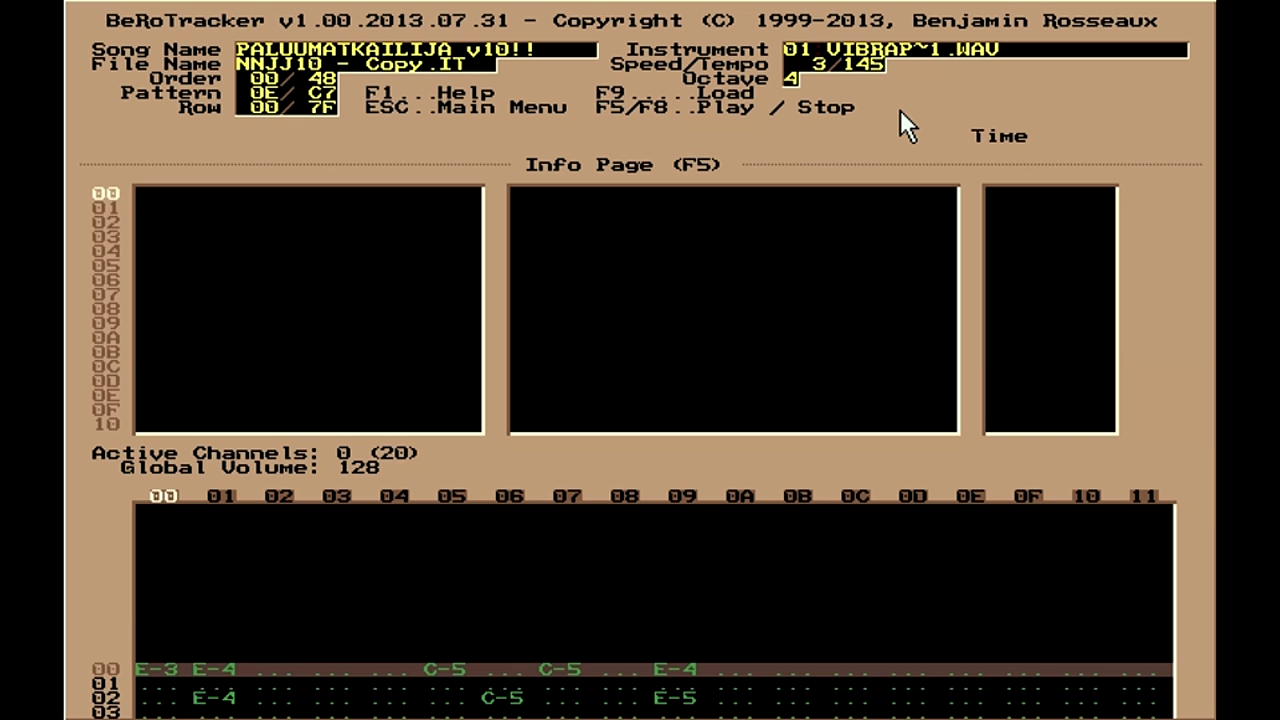 BeRoTracker v1.00.2013.07.31 - Copyright (C) 1999-2013, Benjamin Rosseaux
Song Name PALUUMATKAILIJA v10!! Instrument 01 VIBRAP~1.WAV
File Name NNJJ10 - Copy.IT Speed/Tempo 3/145
Order 00/ 48 Octave 4
Pattern 0E/ C7 F1...Help F9.....Load
Row 00/ 7F ESC..Main Menu F5/F8..Play / Stop
Time
Info Page (F5)
00
01
02
03
04
05
06
07
08
09
0A
0B
0C
0D
0E
0F
10
Active Channels: 0 (20)
Global Volume: 128
00 01 02 03 04 05 06 07 08 09 0A 0B 0C 0D 0E 0F 10 11
00 E-3 E-4 ... ... ... C-5 ... C-5 ... E-4 ... ... ... ... ... ... ... ...
01 ... ... ... ... ... ... ... ... ... ... ... ... ... ... ... ... ... ...
02 ... E-4 ... ... ... ... C-5 ... ... E-5 ... ... ... ... ... ... ... ...
03 ... ... ... ... ... ... ... ... ... ... ... ... ... ... ... ... ... ...